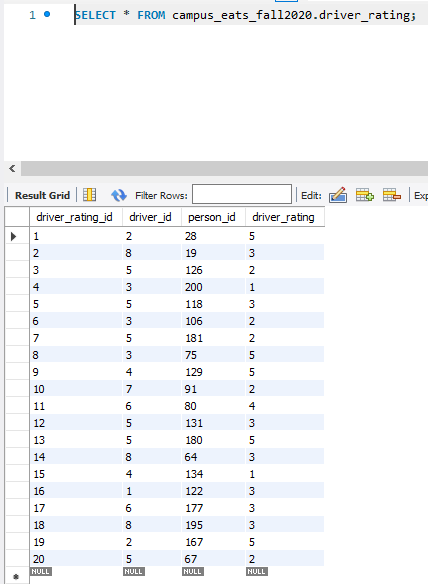 1 SELECT * FROM campus_eats_fall2020.driver_rating;
Result Grid Filter Rows: Edit: Exp
driver_rating_id driver_id person_id driver_rating
1 2 28 5
2 8 19 3
3 5 126 2
4 3 200 1
5 5 118 3
6 3 106 2
7 5 181 2
8 3 75 5
9 4 129 5
10 7 91 2
11 6 80 4
12 5 131 3
13 5 180 5
14 8 64 3
15 4 134 1
16 1 122 3
17 6 177 3
18 8 195 3
19 2 167 5
20 5 67 2
NULL NULL NULL NULL